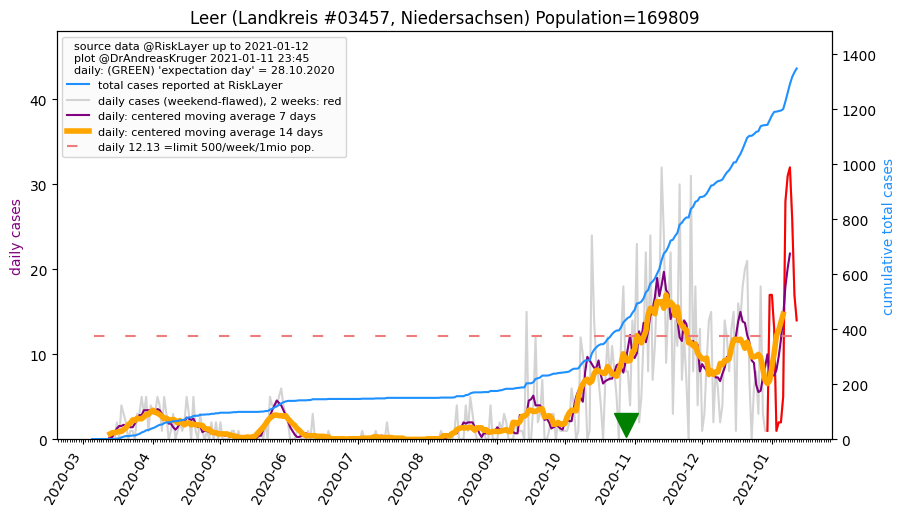 Leer (Landkreis #03457, Niedersachsen) Population=169809
source data @RiskLayer up to 2021-01-12
plot @DrAndreasKruger 2021-01-11 23:45
daily: (GREEN) 'expectation day' = 28.10.2020
total cases reported at RiskLayer
daily cases (weekend-flawed), 2 weeks: red
daily: centered moving average 7 days
daily: centered moving average 14 days
daily 12.13 =limit 500/week/1mio pop.
daily cases
40
30
20
10
0
cumulative total cases
1400
1200
1000
800
600
400
200
0
2020-03
2020-04
2020-05
2020-06
2020-07
2020-08
2020-09
2020-10
2020-11
2020-12
2021-01